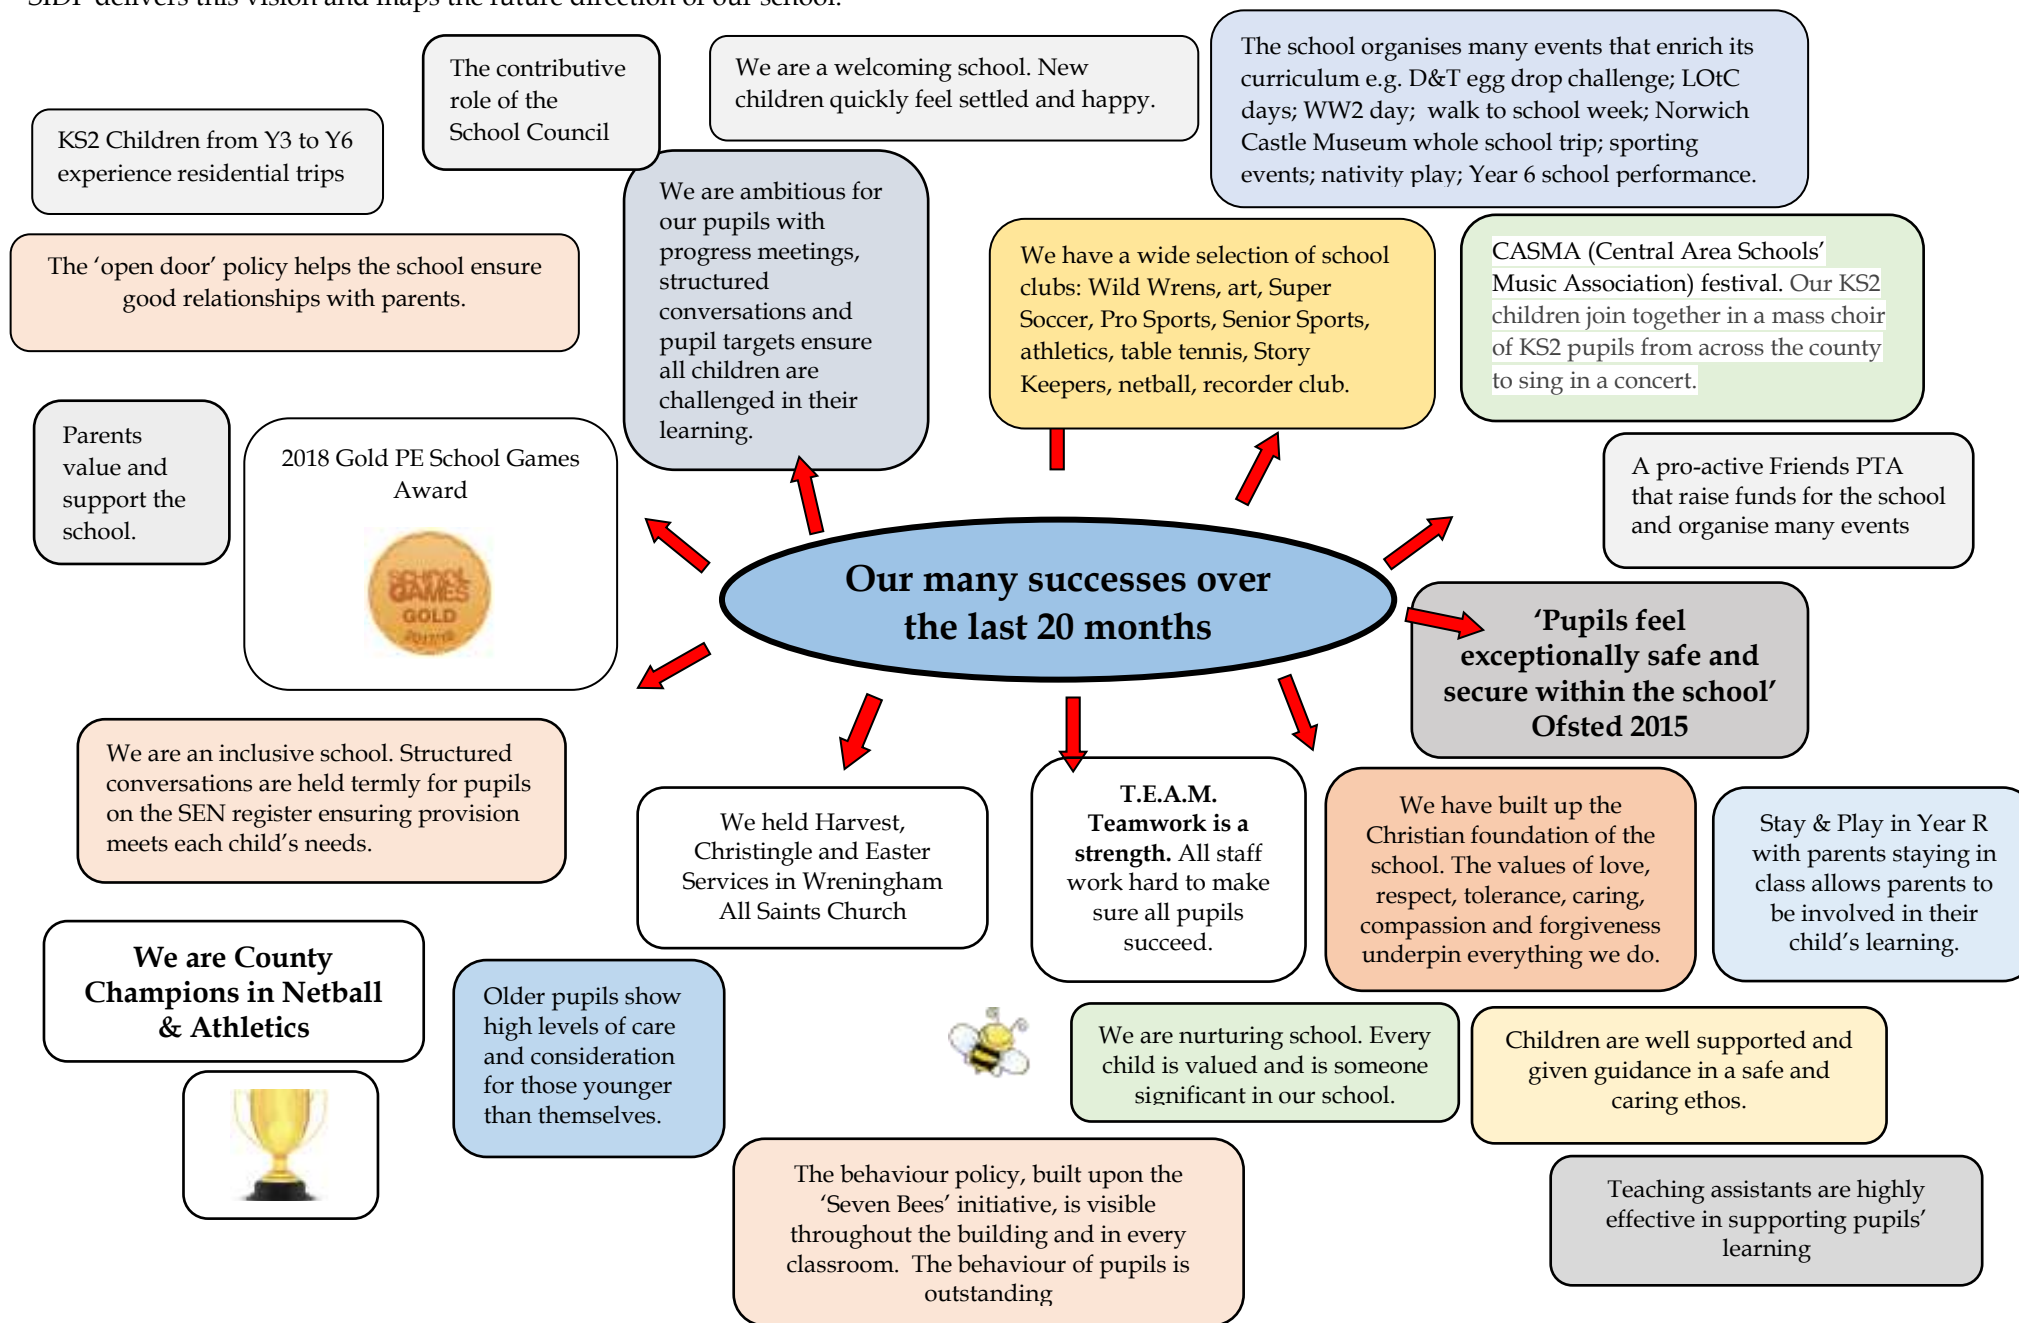 SIDP delivers this vision and maps the future direction of our school.
The contributive
role of the
School Council
We are a welcoming school. New
children quickly feel settled and happy.
The school organises many events that enrich its
curriculum e.g. D&T egg drop challenge; LOtC
days; WW2 day;  walk to school week; Norwich
Castle Museum whole school trip; sporting
events; nativity play; Year 6 school performance.
KS2 Children from Y3 to Y6
experience residential trips
We are ambitious for
our pupils with
progress meetings,
structured
conversations and
pupil targets ensure
all children are
challenged in their
learning.
The ‘open door’ policy helps the school ensure
good relationships with parents.
We have a wide selection of school
clubs: Wild Wrens, art, Super
Soccer, Pro Sports, Senior Sports,
athletics, table tennis, Story
Keepers, netball, recorder club.
CASMA (Central Area Schools’
Music Association) festival. Our KS2
children join together in a mass choir
of KS2 pupils from across the county
to sing in a concert.
Parents
value and
support the
school.
2018 Gold PE School Games
Award
SCHOOL
GAMES
GOLD
2017/18
A pro-active Friends PTA
that raise funds for the school
and organise many events
Our many successes over
the last 20 months
‘Pupils feel
exceptionally safe and
secure within the school’
Ofsted 2015
We are an inclusive school. Structured
conversations are held termly for pupils
on the SEN register ensuring provision
meets each child’s needs.
We held Harvest,
Christingle and Easter
Services in Wreningham
All Saints Church
T.E.A.M.
Teamwork is a
strength. All staff
work hard to make
sure all pupils
succeed.
We have built up the
Christian foundation of the
school. The values of love,
respect, tolerance, caring,
compassion and forgiveness
underpin everything we do.
Stay & Play in Year R
with parents staying in
class allows parents to
be involved in their
child’s learning.
We are County
Champions in Netball
& Athletics
Older pupils show
high levels of care
and consideration
for those younger
than themselves.
We are nurturing school. Every
child is valued and is someone
significant in our school.
Children are well supported and
given guidance in a safe and
caring ethos.
The behaviour policy, built upon the
‘Seven Bees’ initiative, is visible
throughout the building and in every
classroom.  The behaviour of pupils is
outstanding
Teaching assistants are highly
effective in supporting pupils’
learning